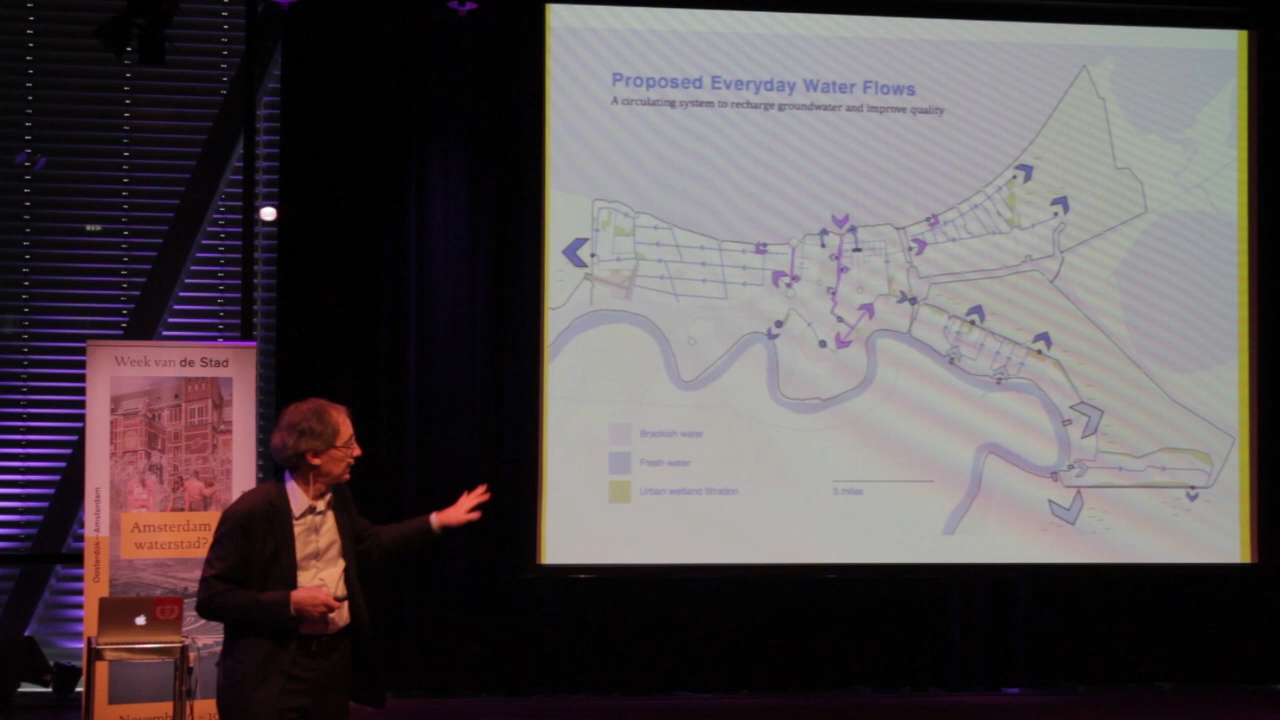 Proposed Everyday Water Flows
A circulating system to recharge groundwater and improve quality
Brackish water
Fresh water
Urban wetland filtration
5 miles
Week van de Stad
Oosterdok-Amsterdam
Amsterdam
waterstad?